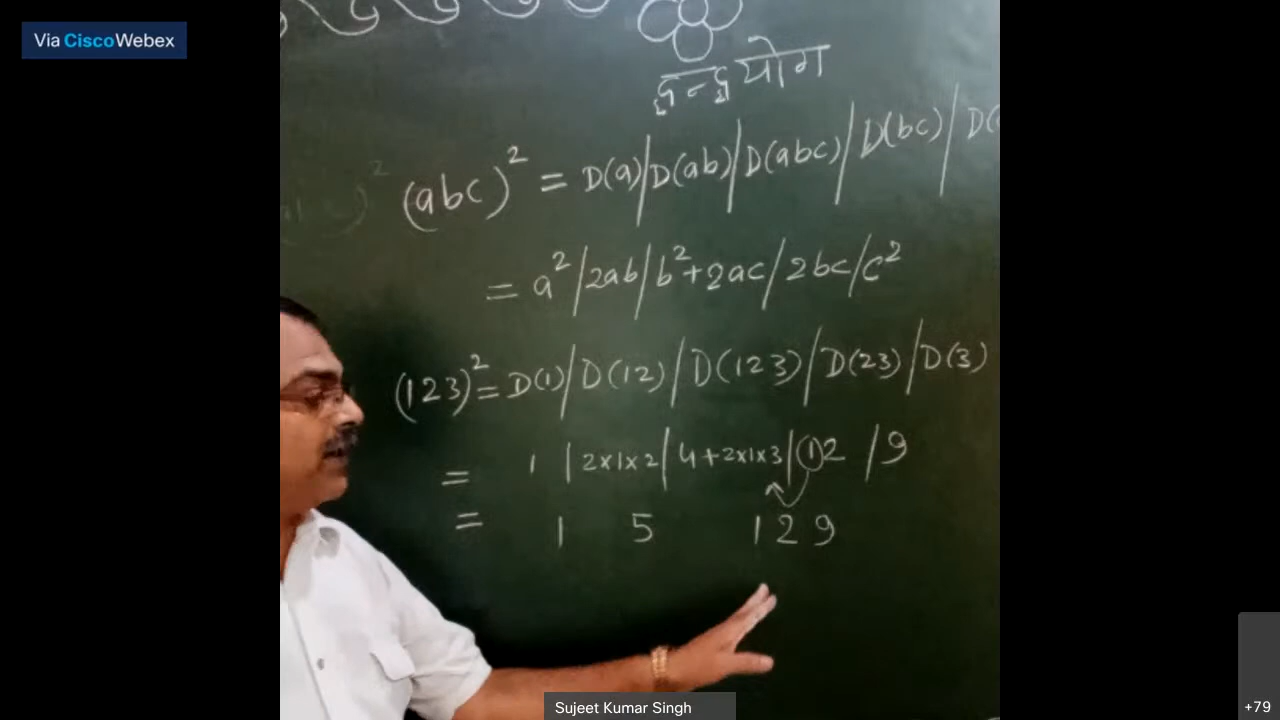 Via CiscoWebex
द्वन्द्व योग
(abc)² = D(a)/D(ab)/D(abc)/D(bc)/D(
= a²/2ab/b²+2ac/2bc/c²
(123)² = D(1)/D(12)/D(123)/D(23)/D(3)
= 1 | 2×1×2 | 4+2×1×3 | ①2 / 9
= 1 5 1 2 9
Sujeet Kumar Singh
+79